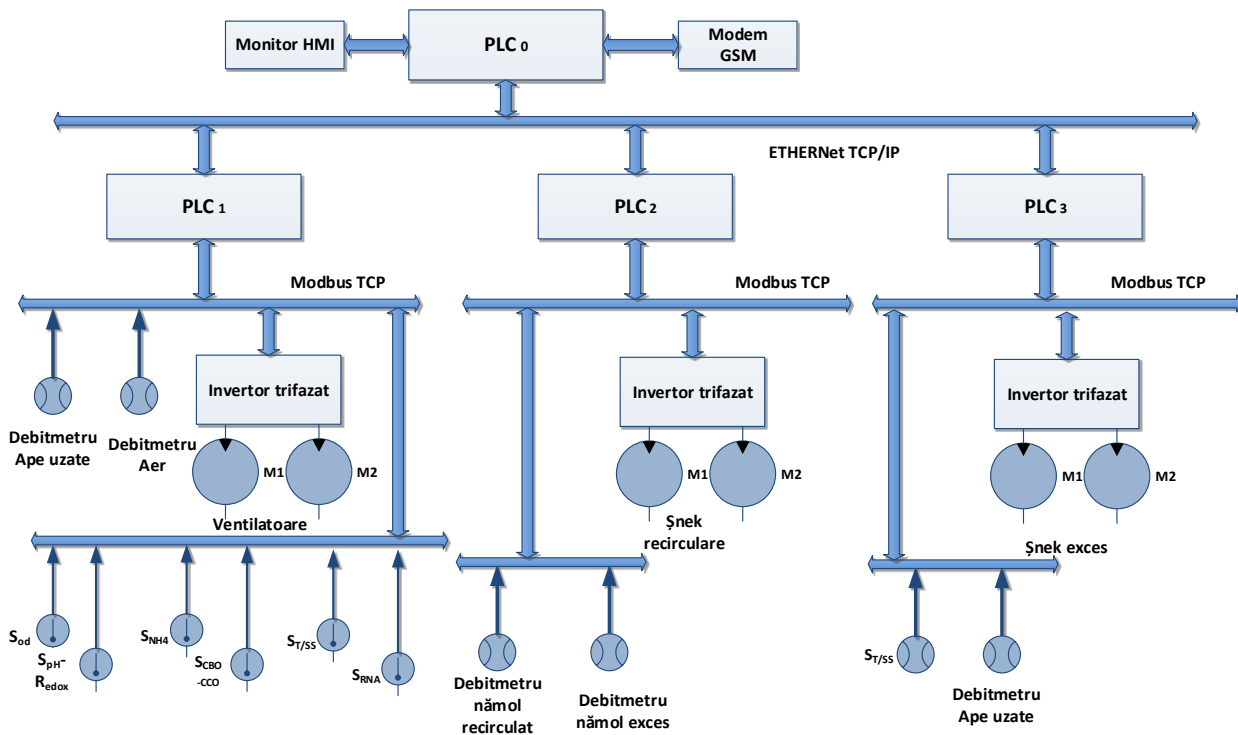 Monitor HMI
PLC 0
Modem
GSM
ETHERNet TCP/IP
PLC 1
PLC 2
PLC 3
Modbus TCP
Modbus TCP
Modbus TCP
Invertor trifazat
Invertor trifazat
Invertor trifazat
Debitmetru
Ape uzate
Debitmetru
Aer
M1
M2
M1
M2
M1
M2
Ventilatoare
Șnek
recirculare
Șnek exces
Sod
SpH-
Redox
SNH4
SCBO
-CCO
ST/SS
SRNA
Debitmetru
nămol
recirculat
Debitmetru
nămol exces
ST/SS
Debitmetru
Ape uzate